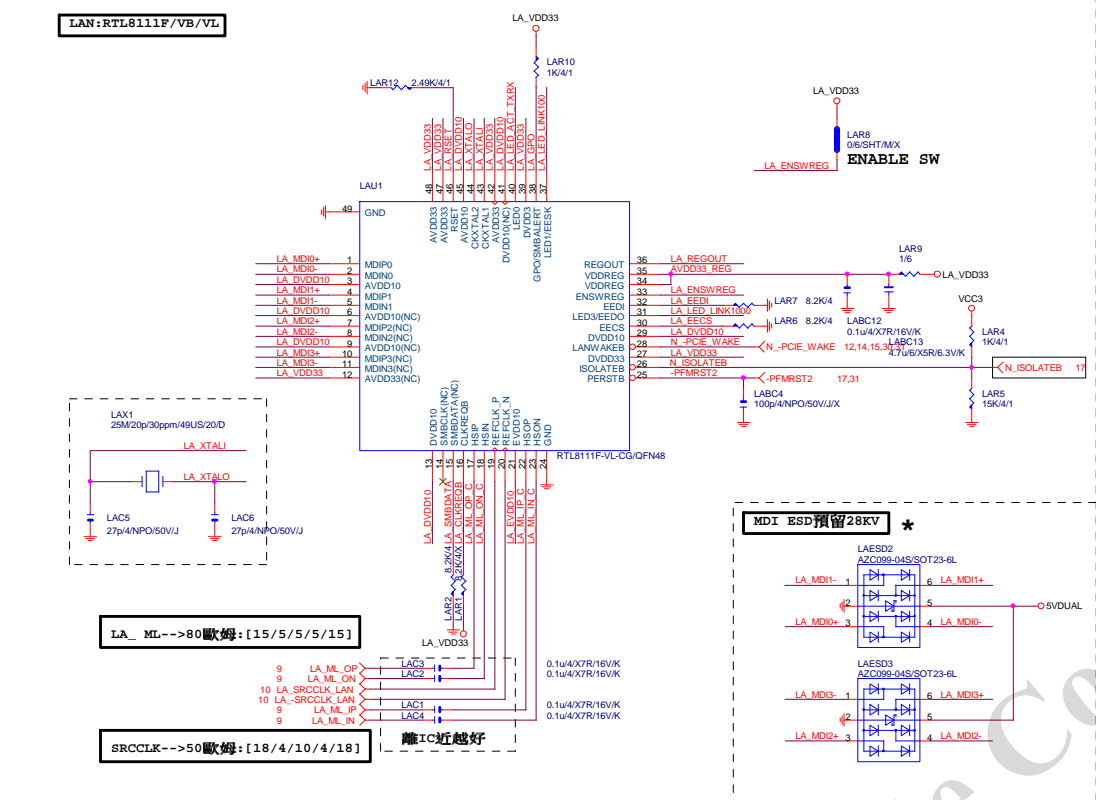 LAN:RTL8111F/VB/VL
LA_VDD33
LAR10
1K/4/1
LAR12 2.49K/4/1
LA_VDD33
LAR8
0/6/SHT/M/X
ENABLE SW
LA_ENSWREG
LA_VDD33
LA_VDD33
LA_RSET
LA_DVDD10
LA_XTALO
LA_XTALI
LA_VDD33
LA_DVDD10
LA_LED_ACT_TXRX
LA_VDD33
LA_GPO
LA_LED_LINK100
LAU1
48 47 46 45 44 43 42 41 40 39 38 37
AVDD33
AVDD33
RSET
AVDD10
CKXTAL2
CKXTAL1
AVDD33
DVDD10(NC)
LED0
DVDD3
GPO/SMBALERT
LED1/EESK
49 GND
LA_MDI0+ 1 MDIP0
LA_MDI0- 2 MDIN0
LA_DVDD10 3 AVDD10
LA_MDI1+ 4 MDIP1
LA_MDI1- 5 MDIN1
LA_DVDD10 6 AVDD10(NC)
LA_MDI2+ 7 MDIP2(NC)
LA_MDI2- 8 MDIN2(NC)
LA_DVDD10 9 AVDD10(NC)
LA_MDI3+ 10 MDIP3(NC)
LA_MDI3- 11 MDIN3(NC)
LA_VDD33 12 AVDD33(NC)
REGOUT 36 LA_REGOUT
VDDREG 35 AVDD33_REG
VDDREG 34
ENSWREG 33 LA_ENSWREG
EEDI 32 LA_EEDI
LED3/EEDO 31 LA_LED_LINK1000
EECS 30 LA_EECS
DVDD10 29 LA_DVDD10
LANWAKEB 28 N_-PCIE_WAKE
DVDD33 27 LA_VDD33
ISOLATEB 26 N_ISOLATEB
PERSTB 25 -PFMRST2
LAR9
1/6
LA_VDD33
LAR7 8.2K/4
LAR6 8.2K/4
LABC12
0.1u/4/X7R/16V/K
LABC13
4.7u/6/X5R/6.3V/K
N_-PCIE_WAKE 12,14,15,30,31
-PFMRST2 17,31
LABC4
100p/4/NPO/50V/J/X
VCC3
LAR4
1K/4/1
N_ISOLATEB 17
LAR5
15K/4/1
DVDD10
SMBCLK(NC)
SMBDATA(NC)
CLKREQB
HSIP
HSIN
REFCLK_P
REFCLK_N
EVDD10
HSOP
HSON
GND
RTL8111F-VL-CG/QFN48
13 14 15 16 17 18 19 20 21 22 23 24
LA_DVDD10
LA_SMBDATA
LA_CLKREQB
LA_ML_OP_C
LA_ML_ON_C
LA_EVDD10
LA_ML_IP_C
LA_ML_IN_C
LAR2 8.2K/4
LAR1 8.2K/4/X
LA_VDD33
LAX1
25M/20p/30ppm/49US/20/D
LA_XTALI
LA_XTALO
LAC5
27p/4/NPO/50V/J
LAC6
27p/4/NPO/50V/J
LA_ ML-->80歐姆:[15/5/5/5/15]
9 LA_ML_OP LAC3 0.1u/4/X7R/16V/K
9 LA_ML_ON LAC2 0.1u/4/X7R/16V/K
10 LA_SRCCLK_LAN
10 LA_-SRCCLK_LAN
9 LA_ML_IP LAC1 0.1u/4/X7R/16V/K
9 LA_ML_IN LAC4 0.1u/4/X7R/16V/K
離IC近越好
SRCCLK-->50歐姆:[18/4/10/4/18]
MDI ESD預留28KV *
LAESD2
AZC099-04S/SOT23-6L
LA_MDI1- 1 6 LA_MDI1+
2 5 5VDUAL
LA_MDI0+ 3 4 LA_MDI0-
LAESD3
AZC099-04S/SOT23-6L
LA_MDI3- 1 6 LA_MDI3+
2 5
LA_MDI2+ 3 4 LA_MDI2-